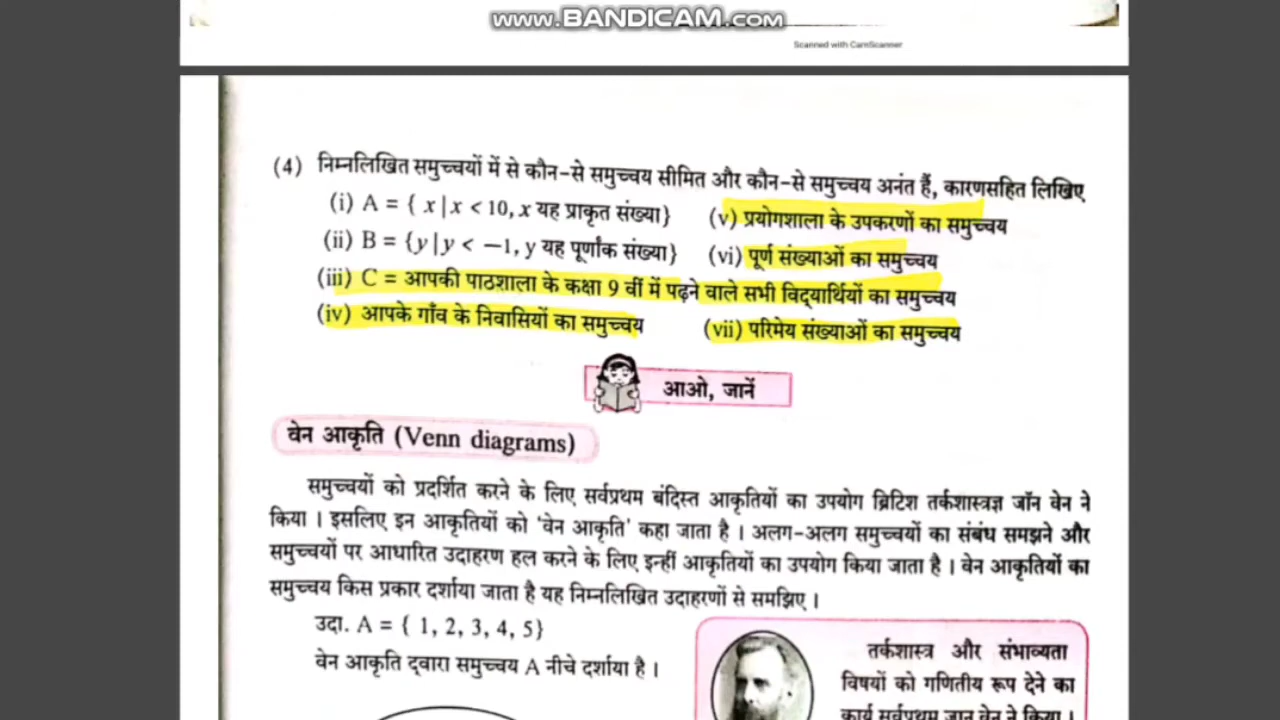 www.BANDICAM.com
Scanned with CamScanner
(4) निम्नलिखित समुच्चयों में से कौन-से समुच्चय सीमित और कौन-से समुच्चय अनंत हैं, कारणसहित लिखिए
(i) A = { x | x < 10, x यह प्राकृत संख्या} (v) प्रयोगशाला के उपकरणों का समुच्चय
(ii) B = {y | y < −1, y यह पूर्णांक संख्या} (vi) पूर्ण संख्याओं का समुच्चय
(iii) C = आपकी पाठशाला के कक्षा 9 वीं में पढ़ने वाले सभी विद्‌यार्थियों का समुच्चय
(iv) आपके गाँव के निवासियों का समुच्चय (vii) परिमेय संख्याओं का समुच्चय
आओ, जानें
वेन आकृति (Venn diagrams)
समुच्चयों को प्रदर्शित करने के लिए सर्वप्रथम बंदिस्त आकृतियों का उपयोग ब्रिटिश तर्कशास्त्रज्ञ जॉन वेन ने
किया । इसलिए इन आकृतियों को ‘वेन आकृति’ कहा जाता है । अलग-अलग समुच्चयों का संबंध समझने और
समुच्चयों पर आधारित उदाहरण हल करने के लिए इन्हीं आकृतियों का उपयोग किया जाता है । वेन आकृतियों का
समुच्चय किस प्रकार दर्शाया जाता है यह निम्नलिखित उदाहरणों से समझिए ।
उदा. A = { 1, 2, 3, 4, 5}
वेन आकृति द्‌वारा समुच्चय A नीचे दर्शाया है ।
तर्कशास्त्र और संभाव्यता
विषयों को गणितीय रूप देने का
कार्य सर्वप्रथम जान वेन ने किया ।